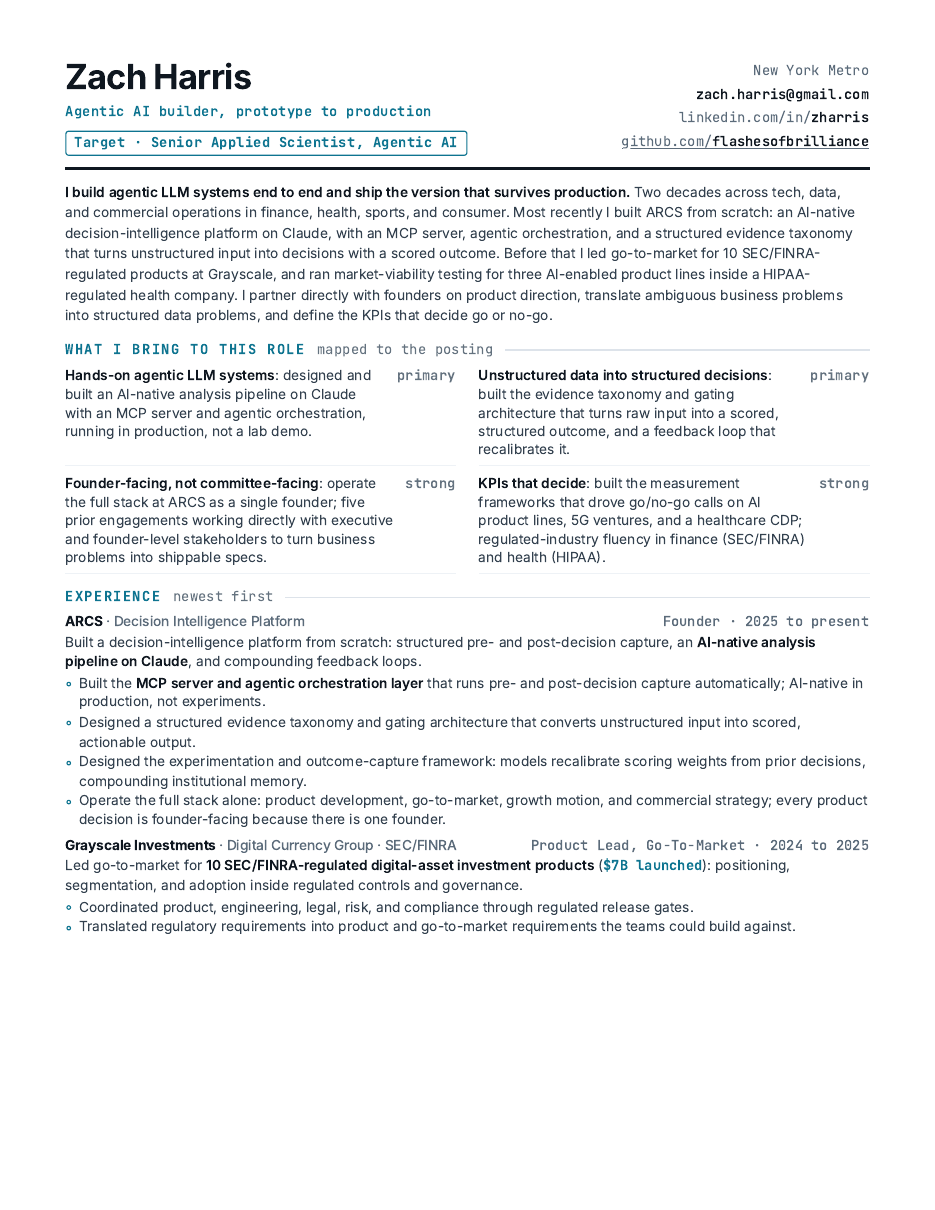 Zach Harris
Agentic AI builder, prototype to production
Target · Senior Applied Scientist, Agentic AI
New York Metro
zach.harris@gmail.com
linkedin.com/in/zharris
github.com/flashesofbrilliance
I build agentic LLM systems end to end and ship the version that survives production. Two decades across tech, data,
and commercial operations in finance, health, sports, and consumer. Most recently I built ARCS from scratch: an AI-native
decision-intelligence platform on Claude, with an MCP server, agentic orchestration, and a structured evidence taxonomy
that turns unstructured input into decisions with a scored outcome. Before that I led go-to-market for 10 SEC/FINRA-
regulated products at Grayscale, and ran market-viability testing for three AI-enabled product lines inside a HIPAA-
regulated health company. I partner directly with founders on product direction, translate ambiguous business problems
into structured data problems, and define the KPIs that decide go or no-go.
WHAT I BRING TO THIS ROLE mapped to the posting
Hands-on agentic LLM systems: designed and primary
built an AI-native analysis pipeline on Claude
with an MCP server and agentic orchestration,
running in production, not a lab demo.
Unstructured data into structured decisions: primary
built the evidence taxonomy and gating
architecture that turns raw input into a scored,
structured outcome, and a feedback loop that
recalibrates it.
Founder-facing, not committee-facing: operate strong
the full stack at ARCS as a single founder; five
prior engagements working directly with executive
and founder-level stakeholders to turn business
problems into shippable specs.
KPIs that decide: built the measurement strong
frameworks that drove go/no-go calls on AI
product lines, 5G ventures, and a healthcare CDP;
regulated-industry fluency in finance (SEC/FINRA)
and health (HIPAA).
EXPERIENCE newest first
ARCS · Decision Intelligence Platform Founder · 2025 to present
Built a decision-intelligence platform from scratch: structured pre- and post-decision capture, an AI-native analysis
pipeline on Claude, and compounding feedback loops.
Built the MCP server and agentic orchestration layer that runs pre- and post-decision capture automatically; AI-native in
production, not experiments.
Designed a structured evidence taxonomy and gating architecture that converts unstructured input into scored,
actionable output.
Designed the experimentation and outcome-capture framework: models recalibrate scoring weights from prior decisions,
compounding institutional memory.
Operate the full stack alone: product development, go-to-market, growth motion, and commercial strategy; every product
decision is founder-facing because there is one founder.
Grayscale Investments · Digital Currency Group · SEC/FINRA Product Lead, Go-To-Market · 2024 to 2025
Led go-to-market for 10 SEC/FINRA-regulated digital-asset investment products ($7B launched): positioning,
segmentation, and adoption inside regulated controls and governance.
Coordinated product, engineering, legal, risk, and compliance through regulated release gates.
Translated regulatory requirements into product and go-to-market requirements the teams could build against.